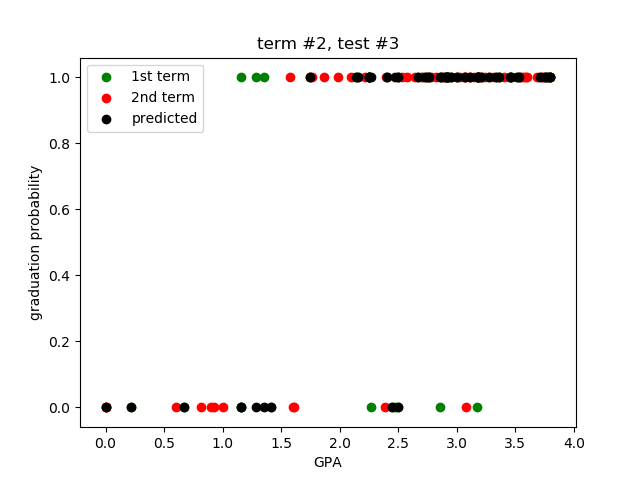 term #2, test #3
1st term
2nd term
predicted
graduation probability
1.0
0.8
0.6
0.4
0.2
0.0
0.0 0.5 1.0 1.5 2.0 2.5 3.0 3.5 4.0
GPA